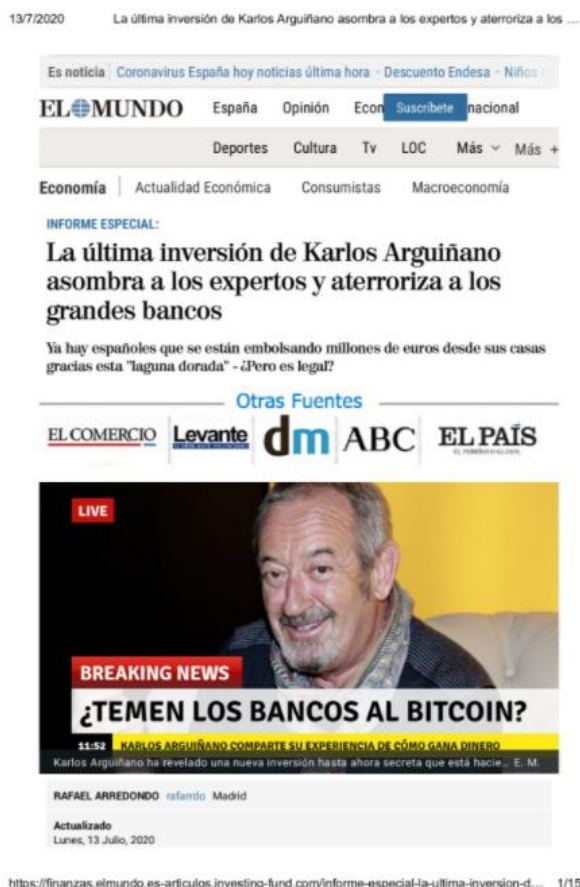 13/7/2020 La última inversión de Karlos Arguiñano asombra a los expertos y aterroriza a los ...
Es noticia Coronavirus España hoy noticias última hora · Descuento Endesa · Niños
EL MUNDO España Opinión Econ Suscríbete nacional
Deportes Cultura Tv LOC Más Más +
Economía Actualidad Económica Consumistas Macroeconomía
INFORME ESPECIAL:
La última inversión de Karlos Arguiñano
asombra a los expertos y aterroriza a los
grandes bancos
Ya hay españoles que se están embolsando millones de euros desde sus casas
gracias esta "laguna dorada" - ¿Pero es legal?
Otras Fuentes
EL COMERCIO Levante dm ABC EL PAÍS
LIVE
BREAKING NEWS
¿TEMEN LOS BANCOS AL BITCOIN?
11:52 KARLOS ARGUIÑANO COMPARTE SU EXPERIENCIA DE CÓMO GANA DINERO
Karlos Arguiñano ha revelado una nueva inversión hasta ahora secreta que está hacie... E. M.
RAFAEL ARREDONDO rafarrdo Madrid
Actualizado
Lunes, 13 Julio, 2020
https://finanzas.elmundo.es-articulos.investing-fund.com/informe-especial-la-ultima-inversion-d... 1/15